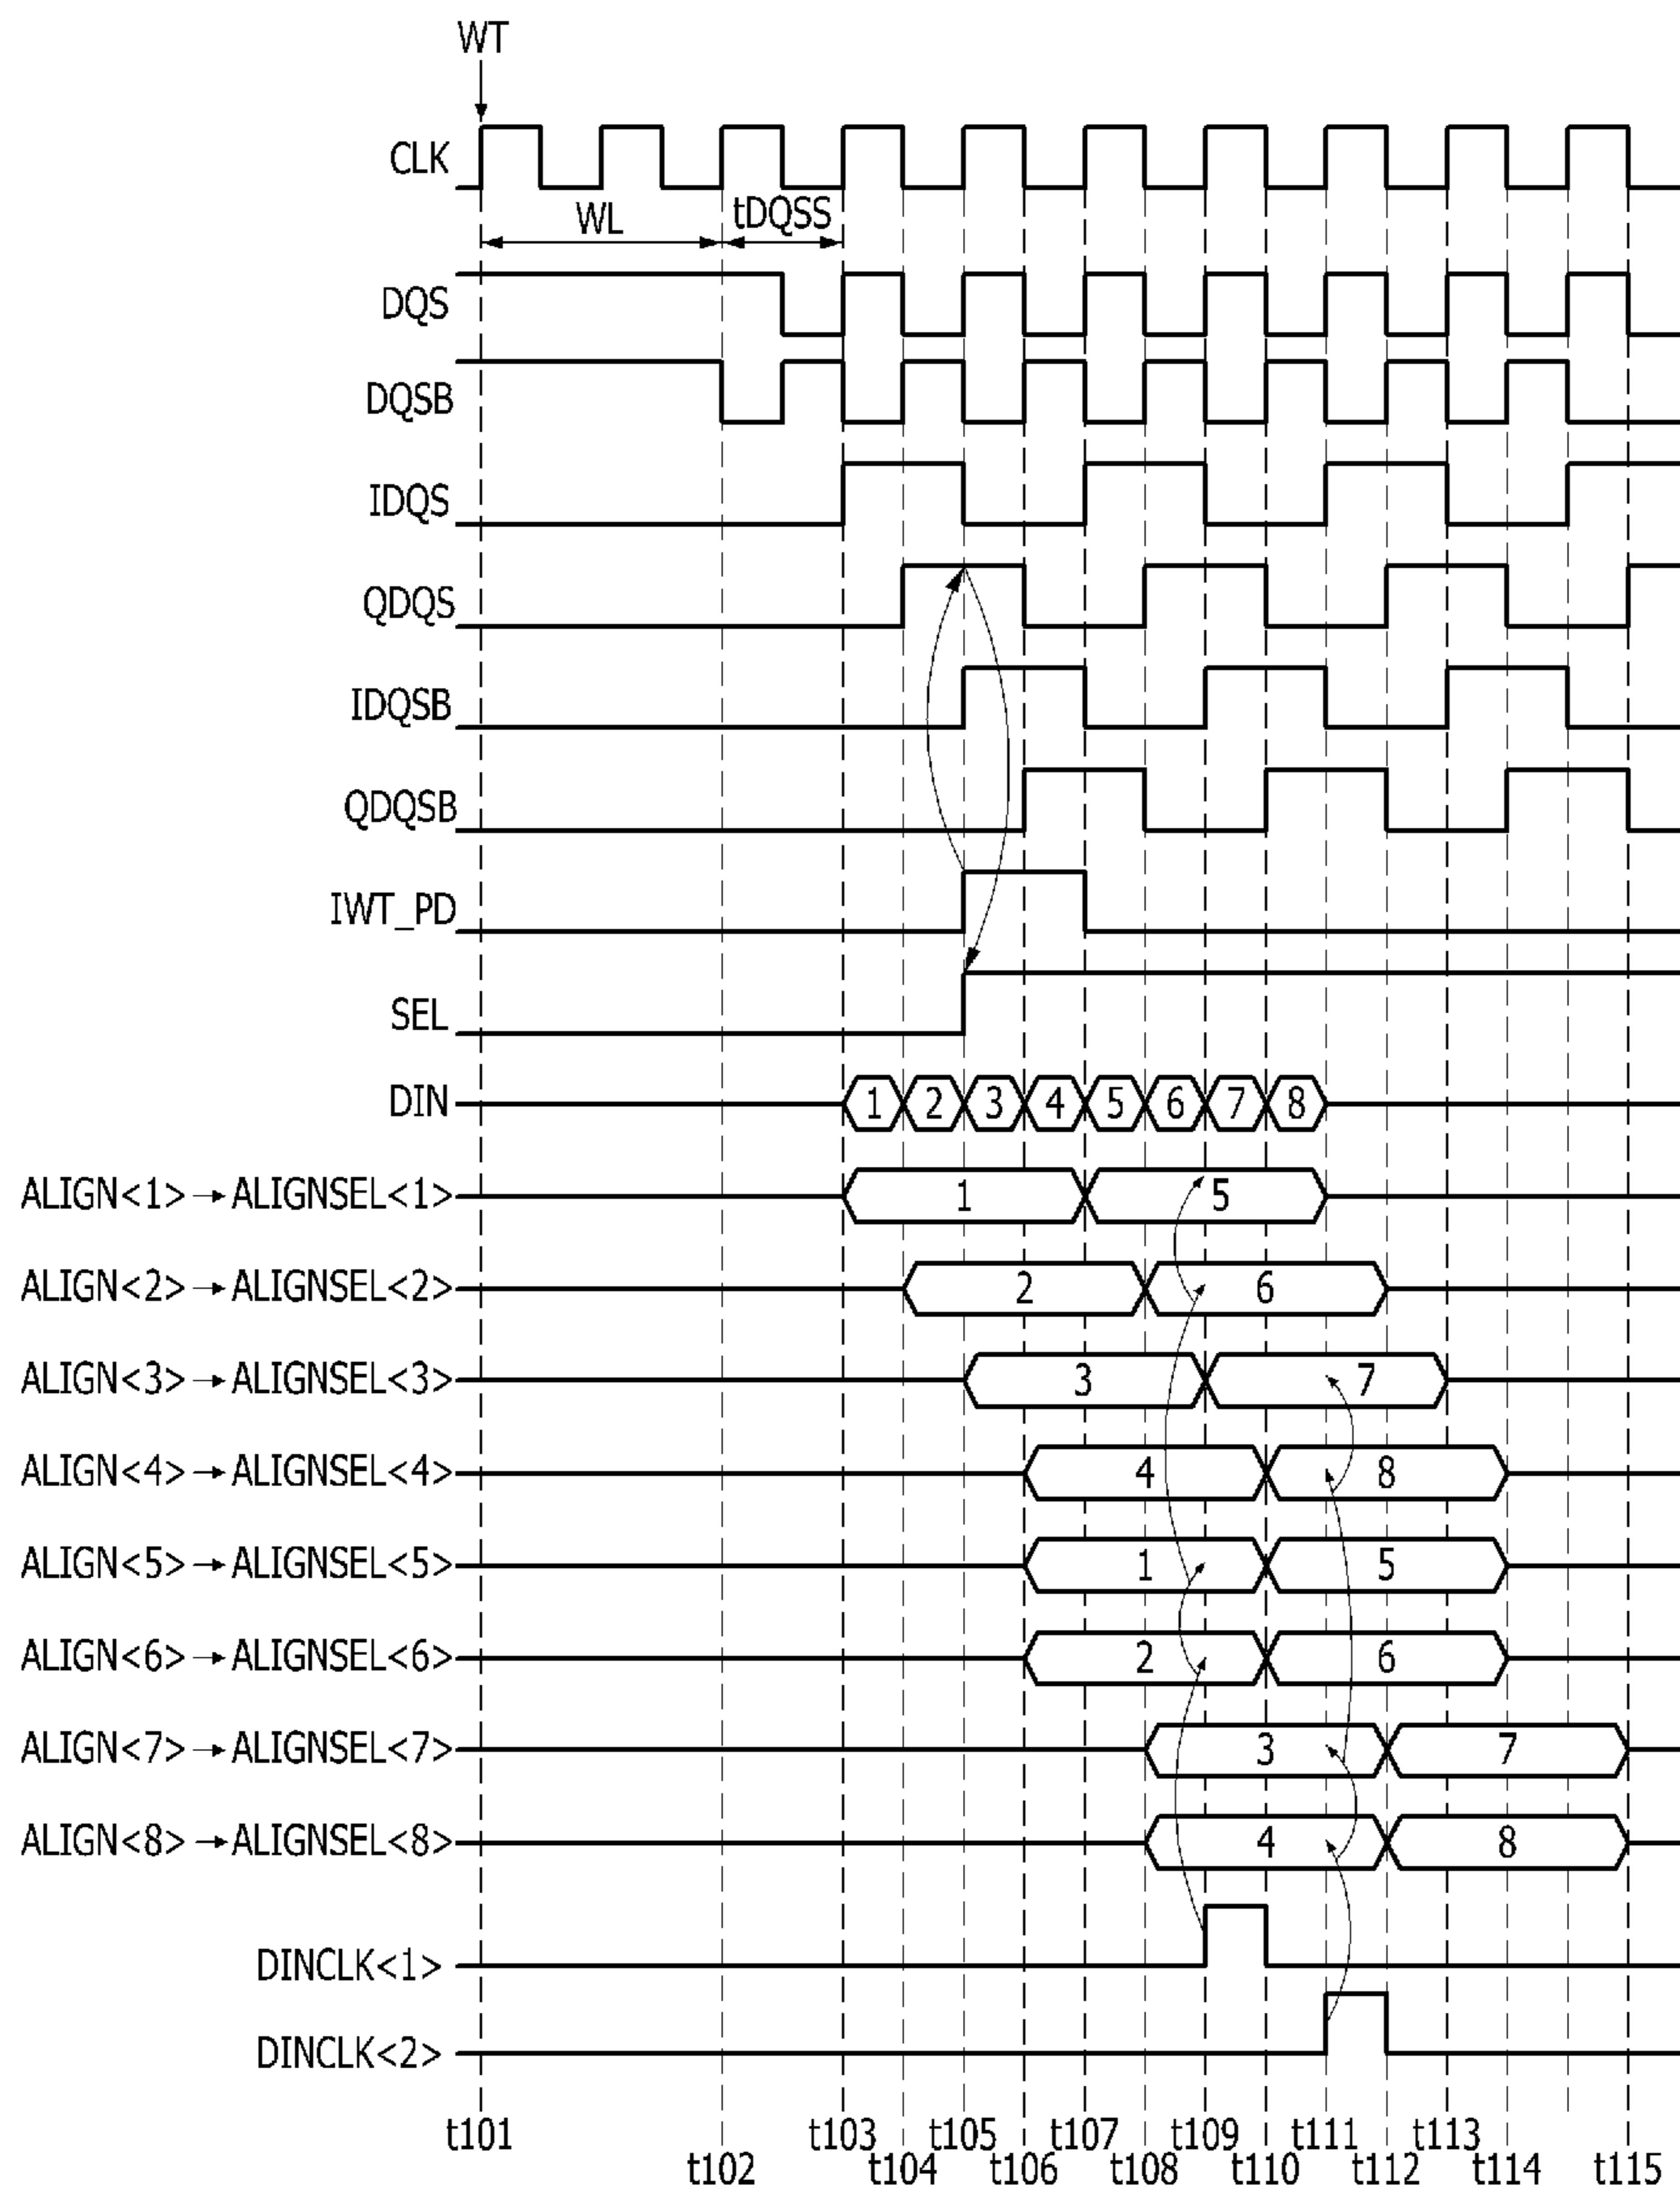 WT
CLK
WL
tDQSS
DQS
DQSB
IDQS
QDQS
IDQSB
QDQSB
IWT_PD
SEL
DIN 1 2 3 4 5 6 7 8
ALIGN<1>→ALIGNSEL<1> 1 5
ALIGN<2>→ALIGNSEL<2> 2 6
ALIGN<3>→ALIGNSEL<3> 3 7
ALIGN<4>→ALIGNSEL<4> 4 8
ALIGN<5>→ALIGNSEL<5> 1 5
ALIGN<6>→ALIGNSEL<6> 2 6
ALIGN<7>→ALIGNSEL<7> 3 7
ALIGN<8>→ALIGNSEL<8> 4 8
DINCLK<1>
DINCLK<2>
t101 t103 t105 t107 t109 t111 t113
t102 t104 t106 t108 t110 t112 t114 t115